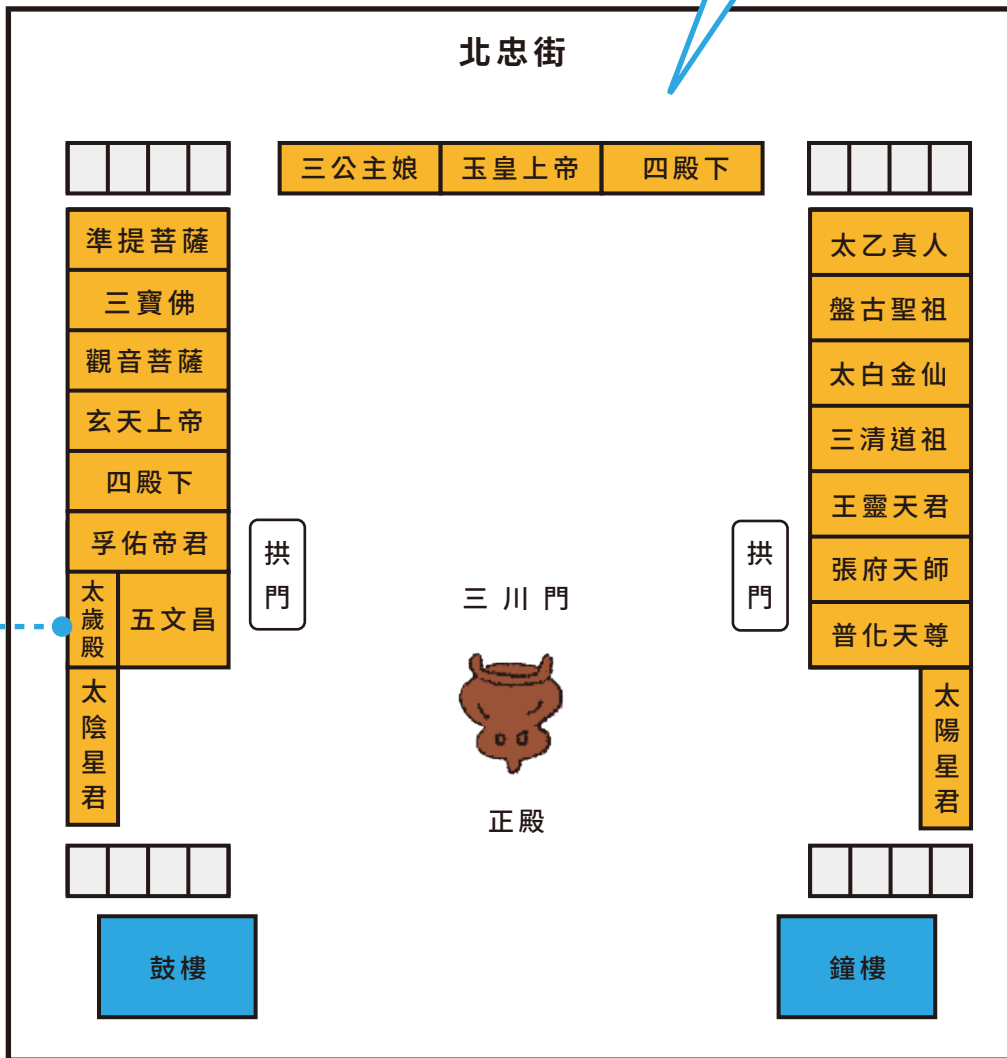 北忠街
三公主娘
玉皇上帝
四殿下
準提菩薩
三寶佛
觀音菩薩
玄天上帝
四殿下
孚佑帝君
太歲殿
五文昌
太陰星君
拱門
三川門
正殿
拱門
太乙真人
盤古聖祖
太白金仙
三清道祖
王靈天君
張府天師
普化天尊
太陽星君
鼓樓
鐘樓